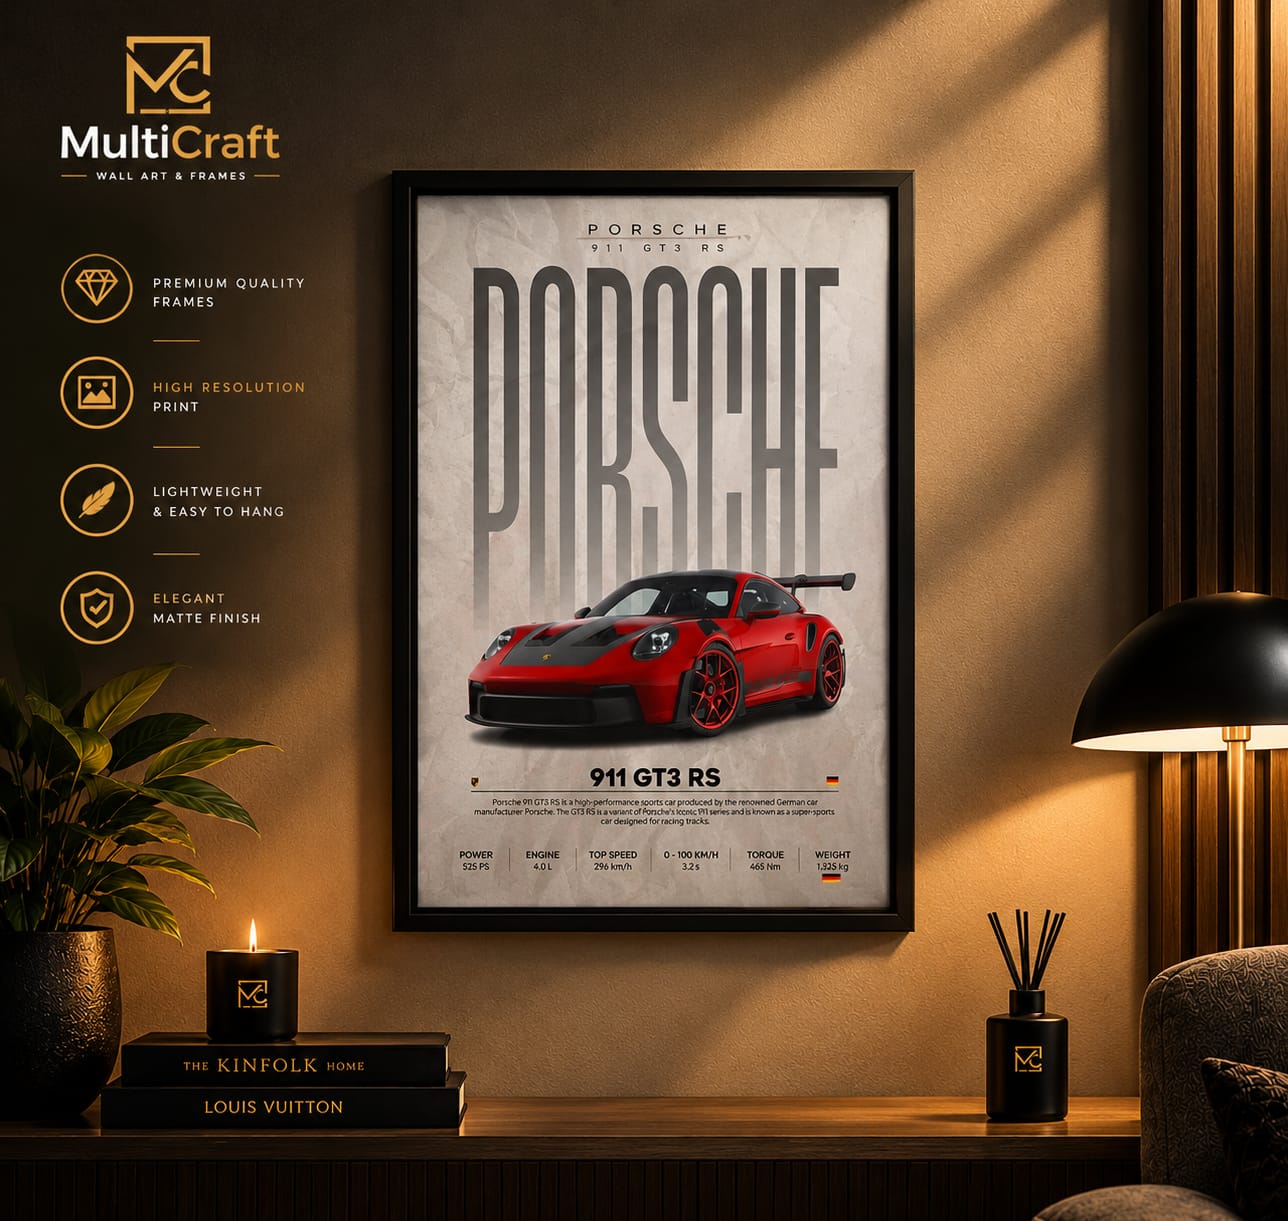 MC
MultiCraft
WALL ART & FRAMES
PREMIUM QUALITY
FRAMES
HIGH RESOLUTION
PRINT
LIGHTWEIGHT
& EASY TO HANG
ELEGANT
MATTE FINISH
PORSCHE
911 GT3 RS
PORSCHE
911 GT3 RS
Porsche 911 GT3 RS is a high-performance sports car produced by the renowned German car
manufacturer Porsche. The GT3 RS is a variant of Porsche's iconic 911 series and is known as a super-sports
car designed for racing tracks.
POWER ENGINE TOP SPEED 0 - 100 KM/H TORQUE WEIGHT
525 PS 4.0 L 296 km/h 3.2 s 465 Nm kg
MC
THE KINFOLK HOME
LOUIS VUITTON
MC